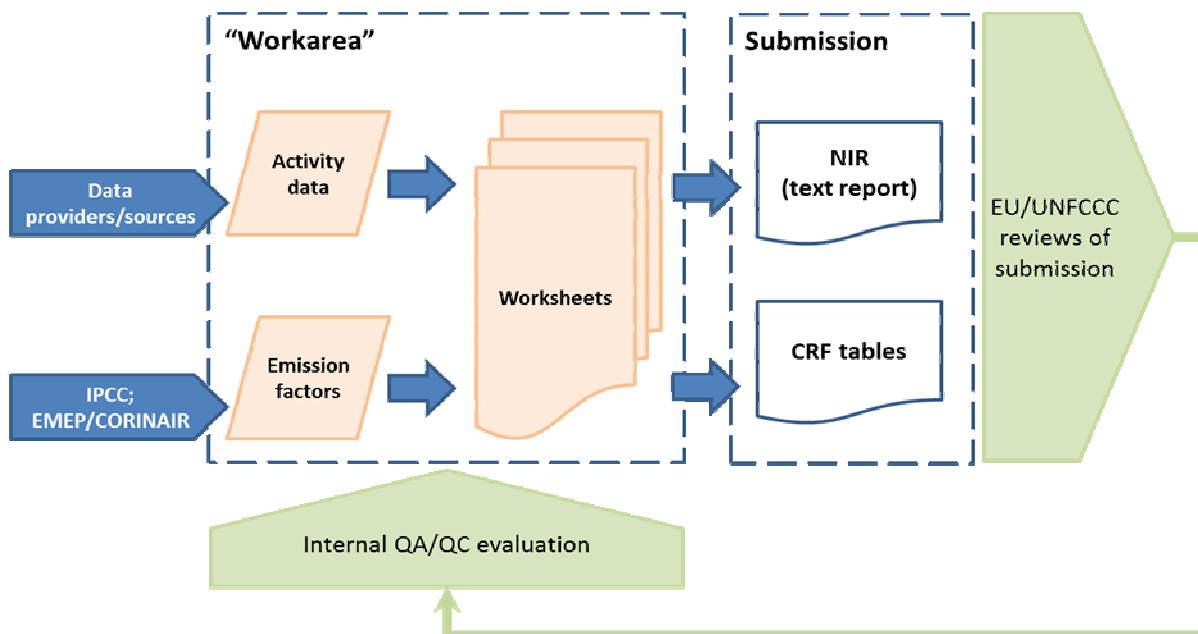 “Workarea”
Submission
Activity
data
Data
providers/sources
NIR
(text report)
EU/UNFCCC
reviews of
submission
Worksheets
Emission
factors
CRF tables
IPCC;
EMEP/CORINAIR
Internal QA/QC evaluation